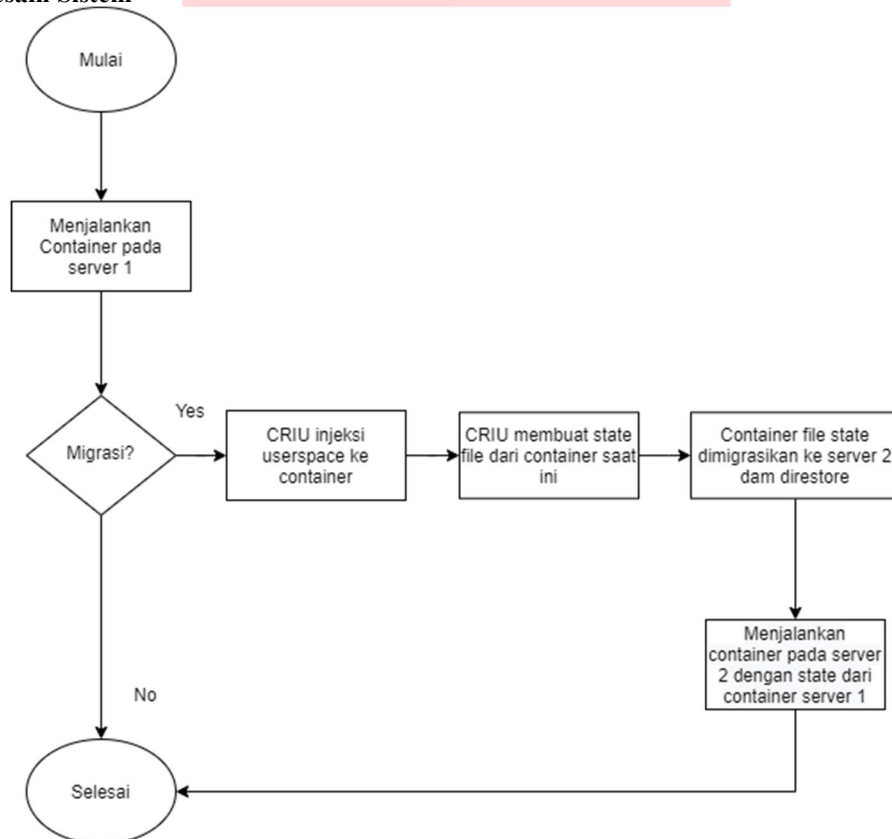 Sistem
Mulai
Menjalankan
Container pada
server 1
Migrasi?
Yes
CRIU injeksi
userspace ke
container
CRIU membuat state
file dari container saat
ini
Container file state
dimigrasikan ke server 2
dam direstore
Menjalankan
container pada server
2 dengan state dari
container server 1
No
Selesai